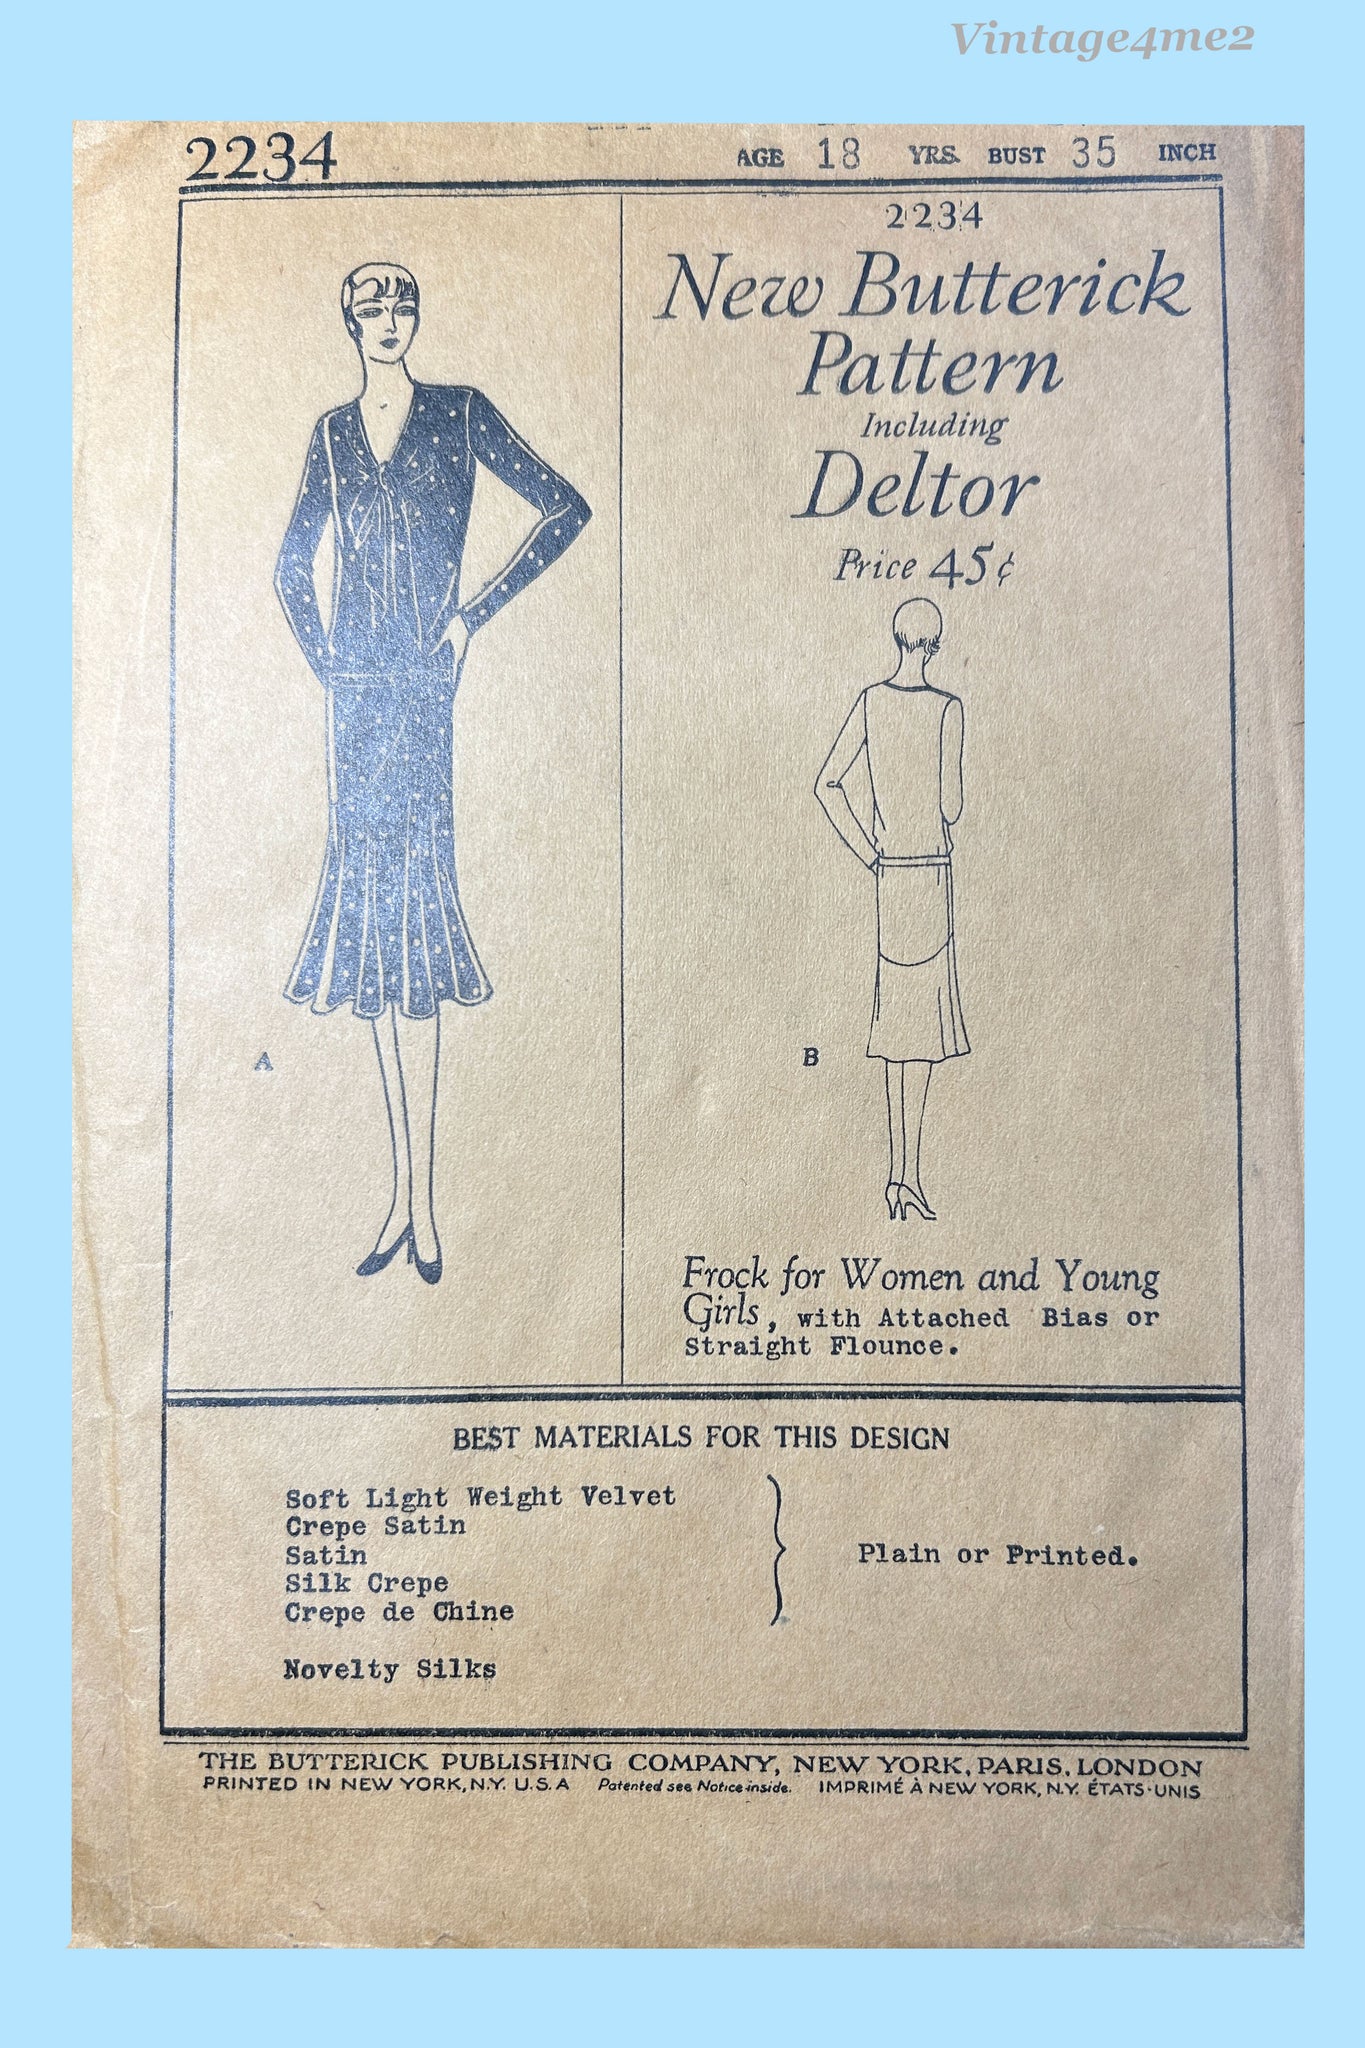 Vintage4me2
2234
AGE 18 YRS. BUST 35 INCH
2234
New Butterick
Pattern
Including
Deltor
Price 45¢
A
B
Frock for Women and Young
Girls, with Attached Bias or
Straight Flounce.
BEST MATERIALS FOR THIS DESIGN
Soft Light Weight Velvet
Crepe Satin
Satin
Silk Crepe
Crepe de Chine
Plain or Printed.
Novelty Silks
THE BUTTERICK PUBLISHING COMPANY, NEW YORK, PARIS, LONDON
PRINTED IN NEW YORK, N.Y. U.S.A Patented see Notice inside. IMPRIMÉ À NEW YORK, N.Y. ÉTATS-UNIS